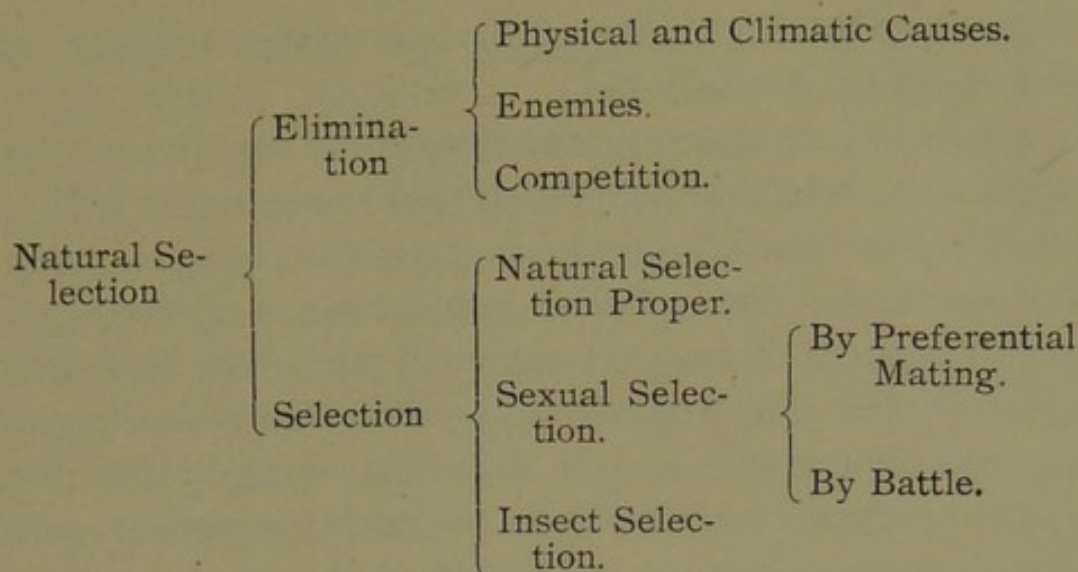 Physical and Climatic Causes.
Elimina-
tion
Enemies.
Competition.
Natural Se-
lection
Natural Selec-
tion Proper.
Selection
Sexual Selec-
tion.
By Preferential
Mating.
By Battle.
Insect Selec-
tion.